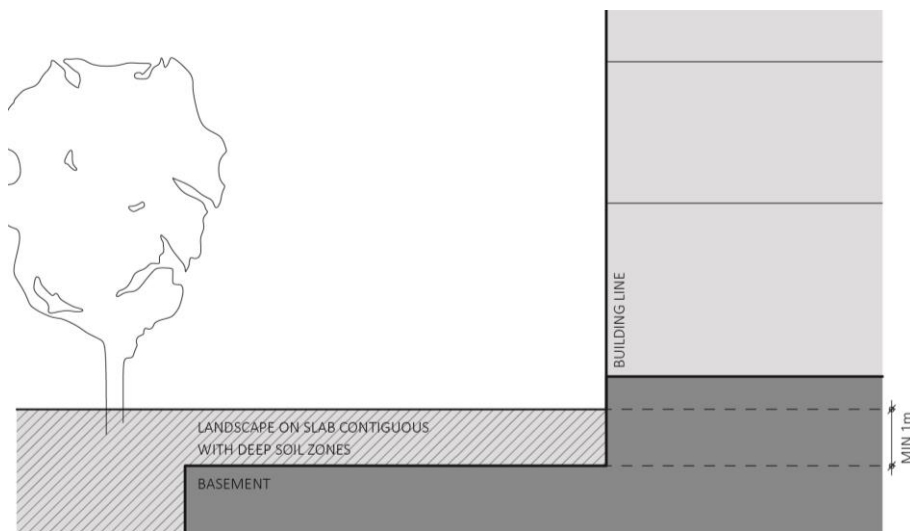 BUILDING LINE
LANDSCAPE ON SLAB CONTIGUOUS
WITH DEEP SOIL ZONES
MIN 1m
BASEMENT